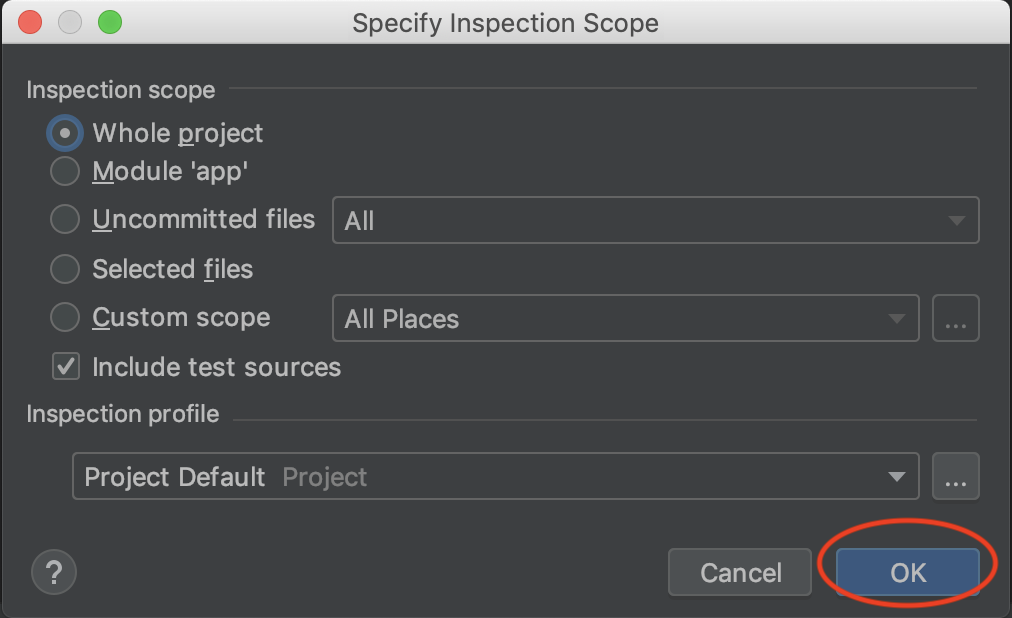 Specify Inspection Scope
Inspection scope
Whole project
Module 'app'
Uncommitted files All
Selected files
Custom scope All Places ...
Include test sources
Inspection profile
Project Default Project ...
? Cancel OK